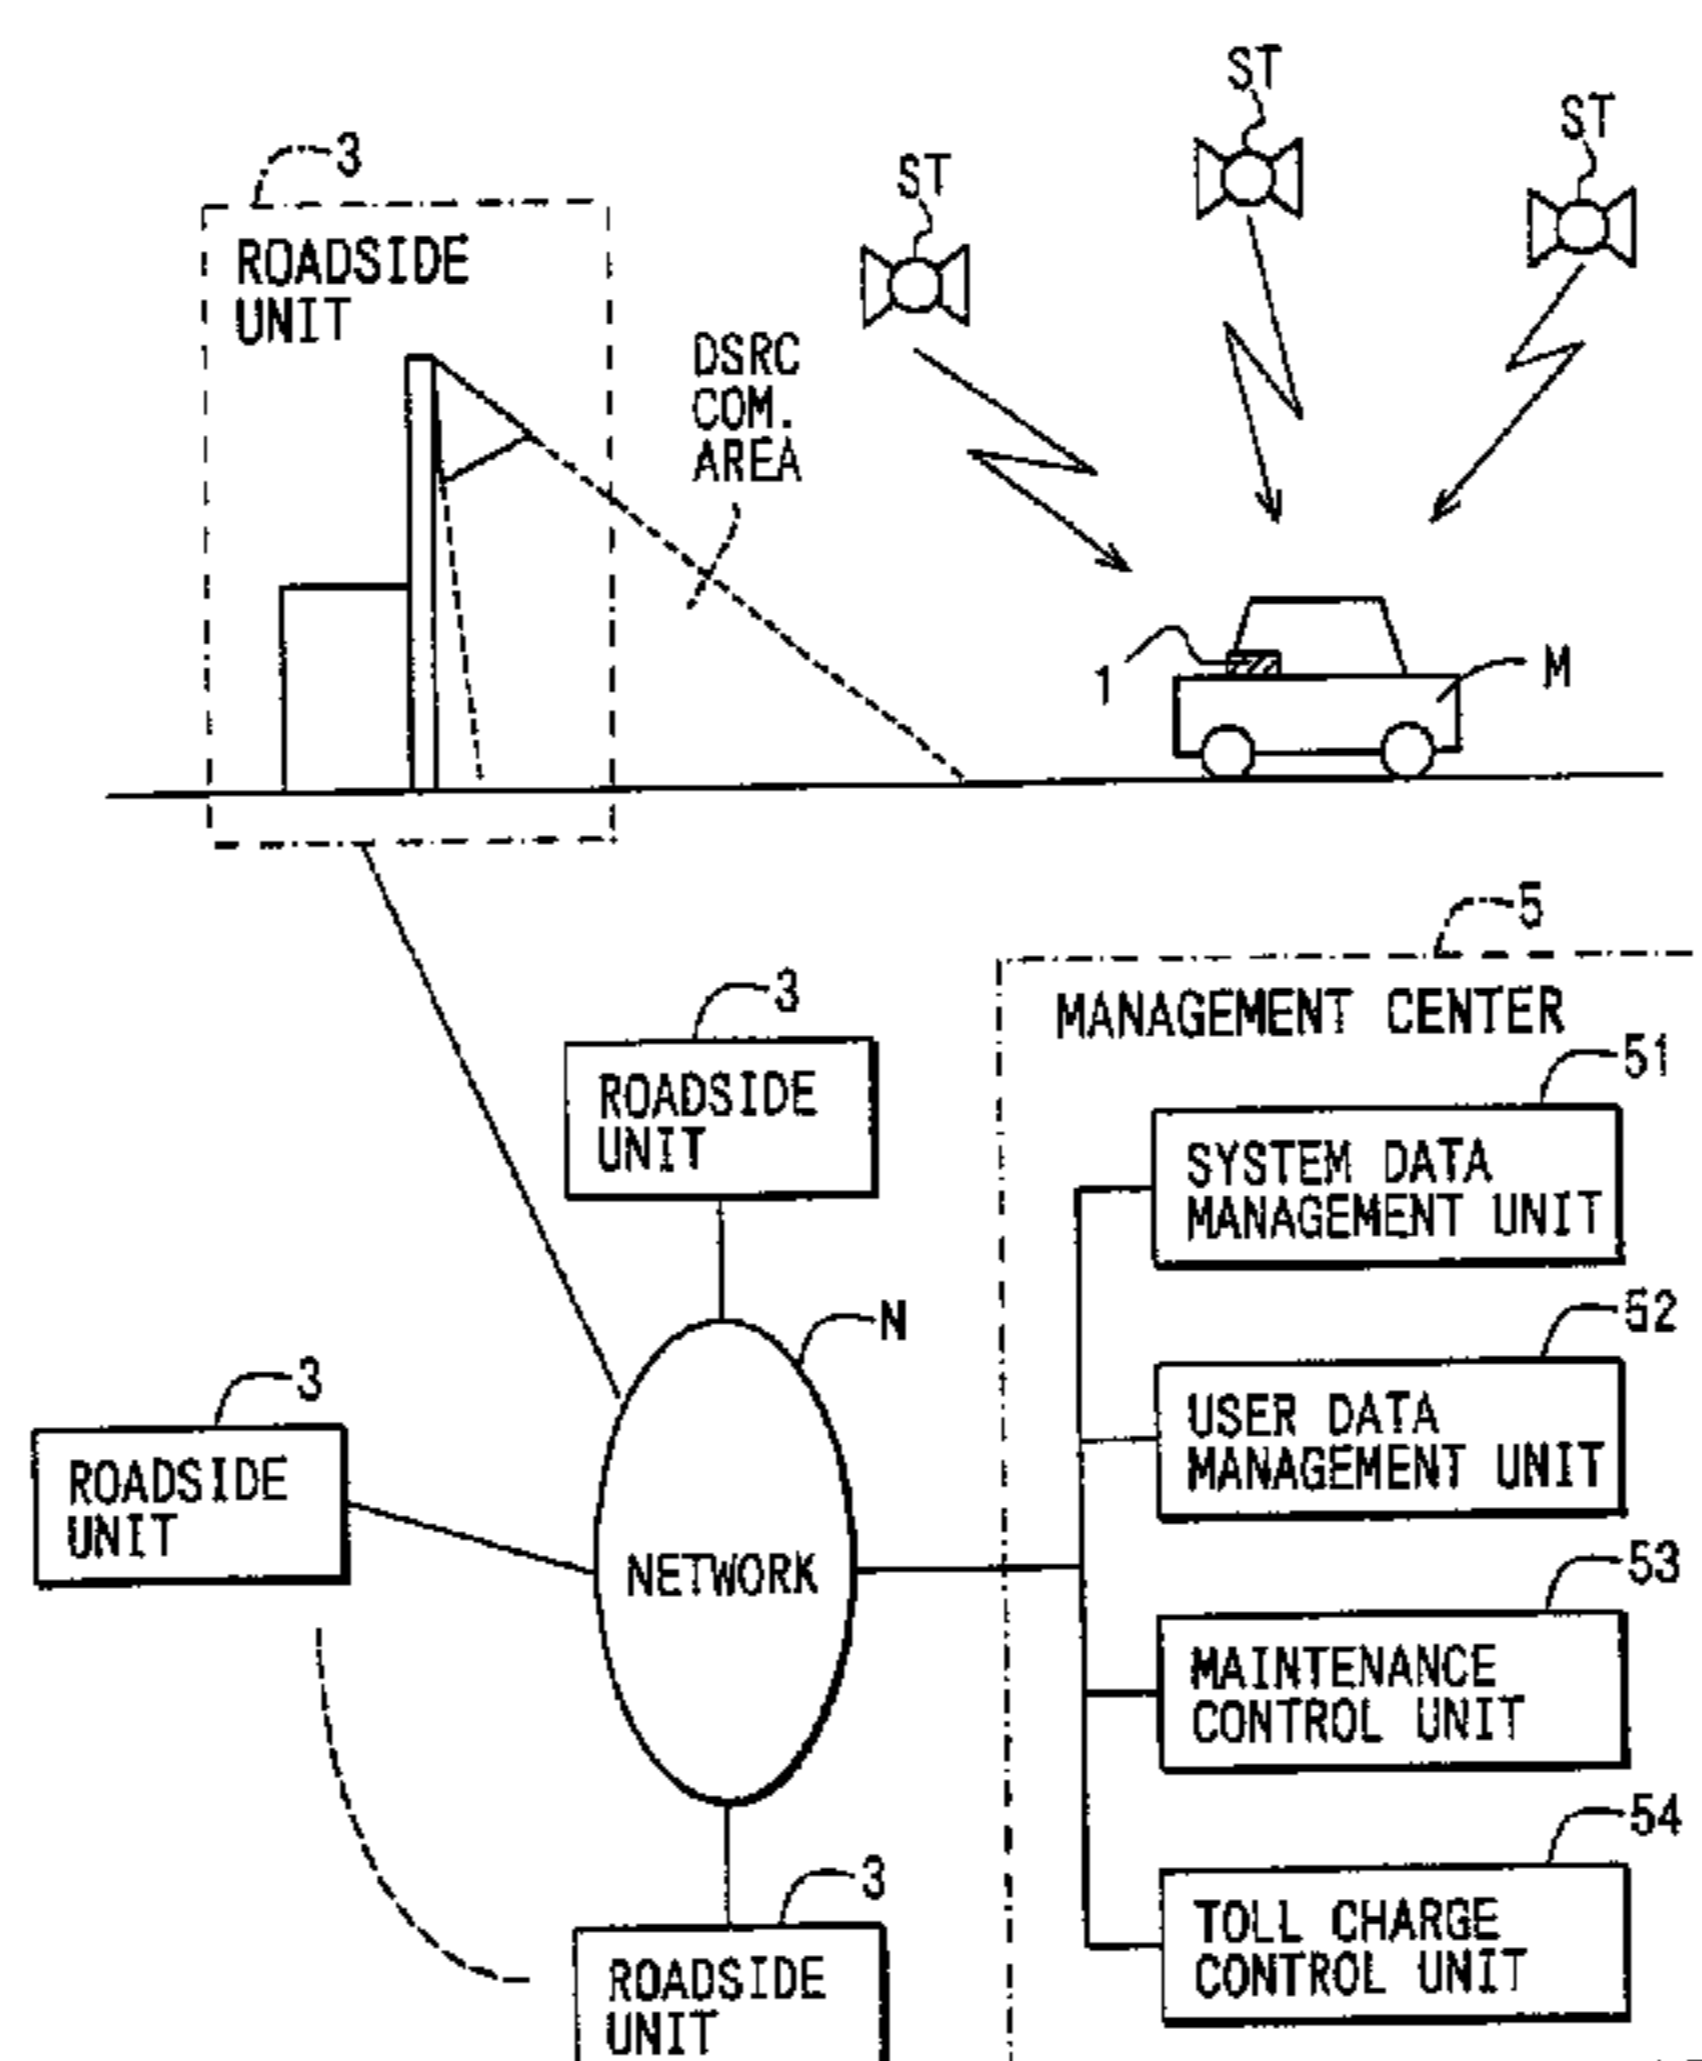 ST
ST
ST
3
ROADSIDE
UNIT
DSRC
COM.
AREA
1
M
5
MANAGEMENT CENTER
3
ROADSIDE
UNIT
51
SYSTEM DATA
MANAGEMENT UNIT
N
52
USER DATA
MANAGEMENT UNIT
3
ROADSIDE
UNIT
NETWORK
53
MAINTENANCE
CONTROL UNIT
54
TOLL CHARGE
CONTROL UNIT
3
ROADSIDE
UNIT